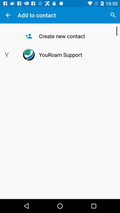 10:55
Add to contact
Create new contact
Y
YouRoam Support